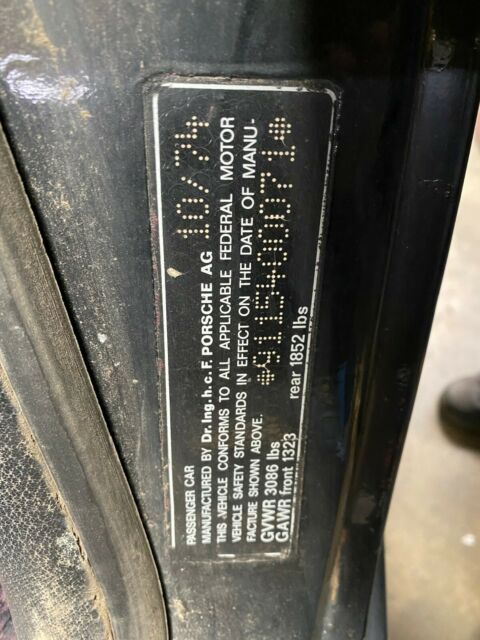 PASSENGER CAR 10/74
MANUFACTURED BY Dr.Ing.h.c.F.PORSCHE AG
THIS VEHICLE CONFORMS TO ALL APPLICABLE FEDERAL MOTOR
VEHICLE SAFETY STANDARDS IN EFFECT ON THE DATE OF MANU-
FACTURE SHOWN ABOVE.
*9115400071*
GVWR 3086 lbs
GAWR front 1323 rear 1852 lbs